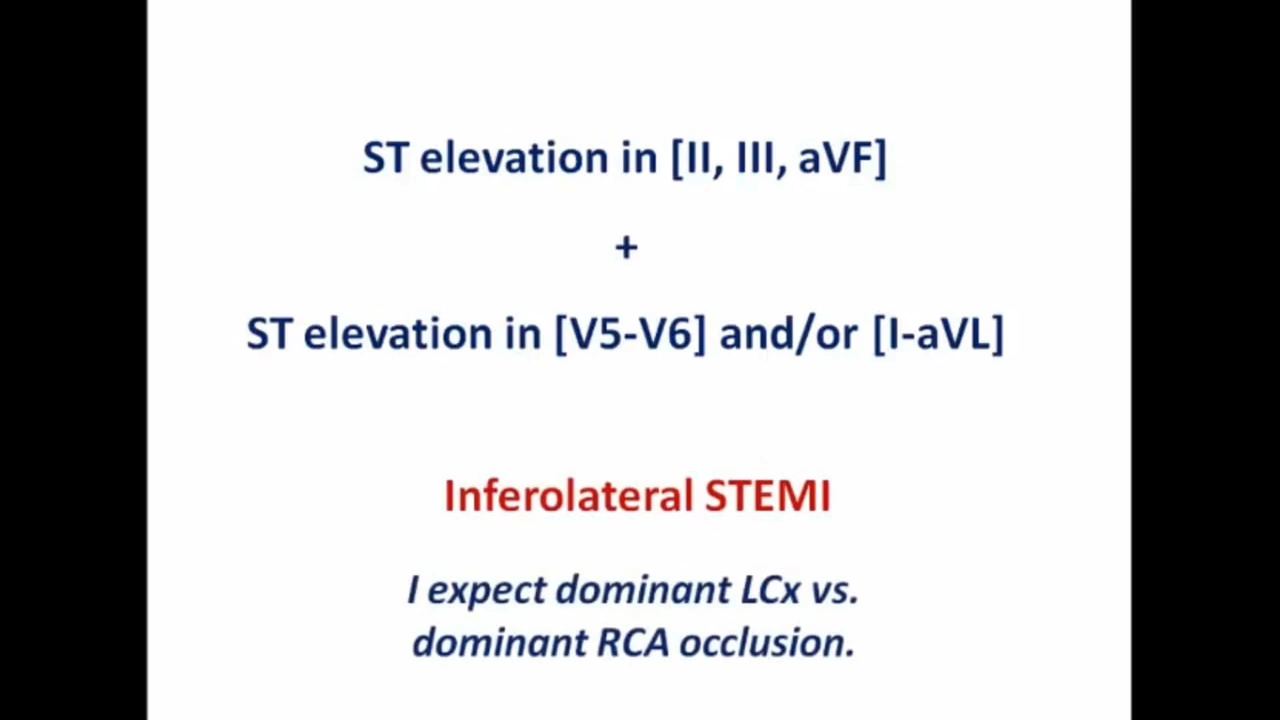 ST elevation in [II, III, aVF]
+
ST elevation in [V5-V6] and/or [I-aVL]
Inferolateral STEMI
I expect dominant LCx vs.
dominant RCA occlusion.